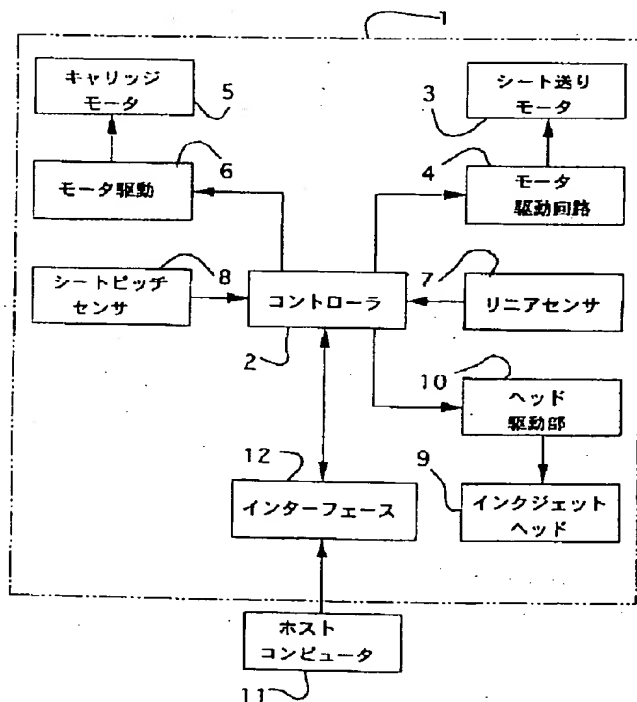 1
キャリッジ
モータ
5
シート送り
モータ
3
6
モータ駆動
4
モータ
駆動回路
シートピッチ
センサ
8
コントローラ
2
7
リニアセンサ
10
ヘッド
駆動部
12
インターフェース
9
インクジェット
ヘッド
ホスト
コンピュータ
11